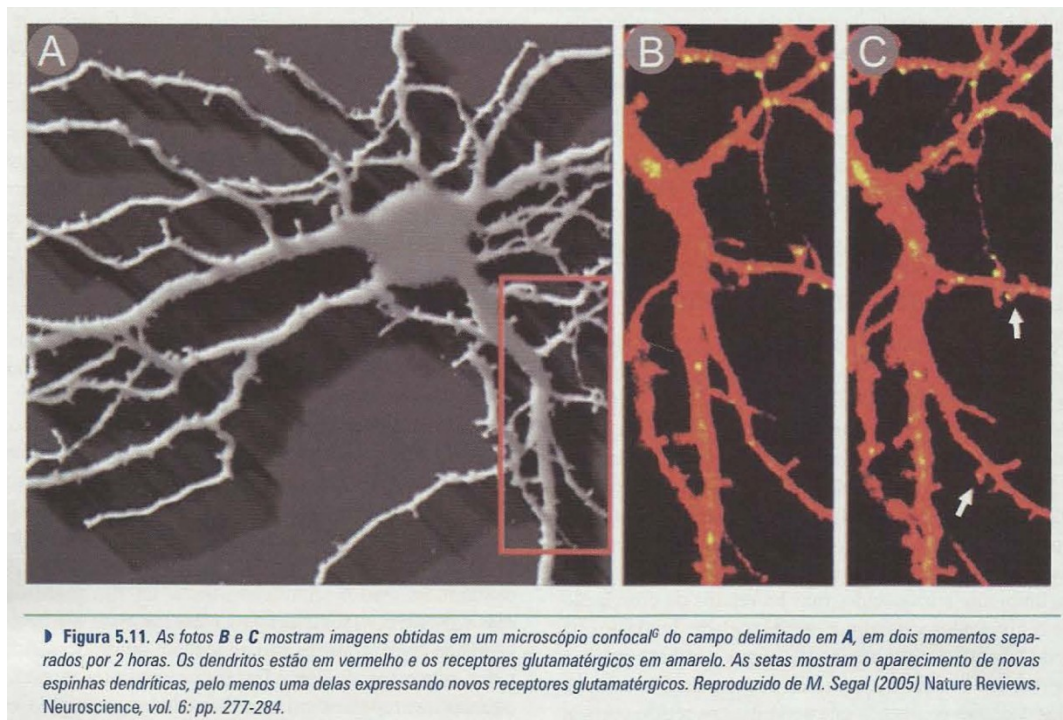 A
B
C
Figura 5.11. As fotos B e C mostram imagens obtidas em um microscópio confocalᴳ do campo delimitado em A, em dois momentos sepa-
rados por 2 horas. Os dendritos estão em vermelho e os receptores glutamatérgicos em amarelo. As setas mostram o aparecimento de novas
espinhas dendríticas, pelo menos uma delas expressando novos receptores glutamatérgicos. Reproduzido de M. Segal (2005) Nature Reviews.
Neuroscience, vol. 6: pp. 277-284.